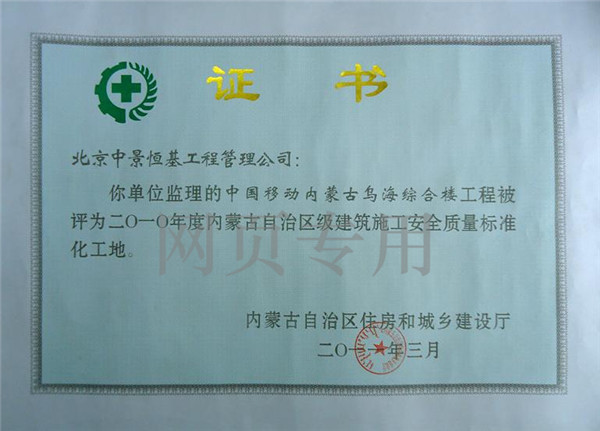 证书
北京中景恒基工程管理公司：
你单位监理的中国移动内蒙古乌海综合楼工程被
评为二〇一〇年度内蒙古自治区级建筑施工安全质量标准
化工地。
网页专用
内蒙古自治区住房和城乡建设厅
二〇一一年三月